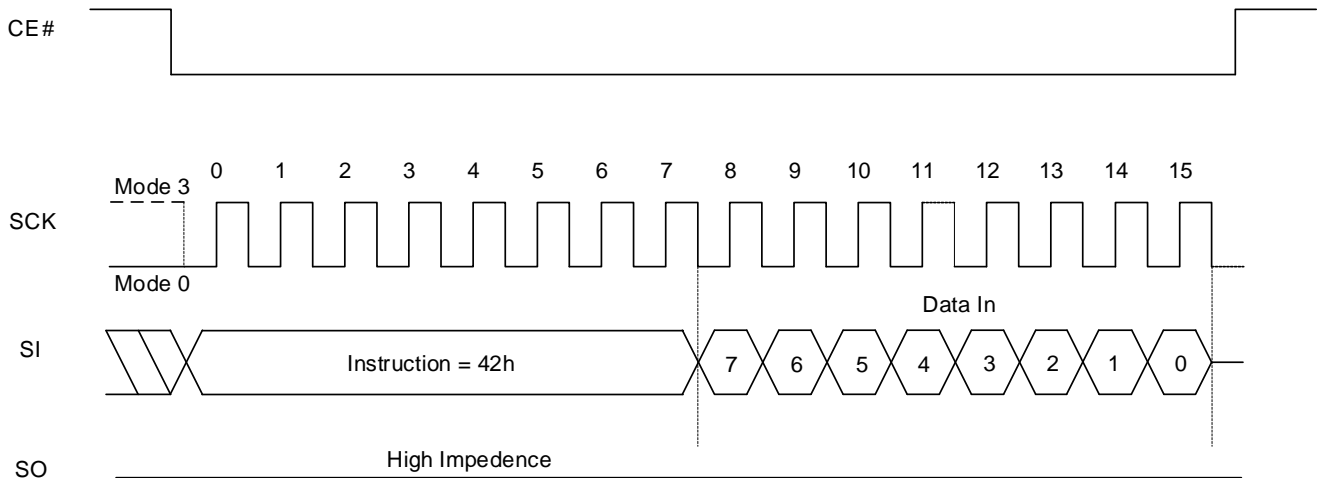 CE#
0 1 2 3 4 5 6 7 8 9 10 11 12 13 14 15
Mode 3
SCK
Mode 0
Data In
SI
Instruction = 42h
7 6 5 4 3 2 1 0
High Impedence
SO